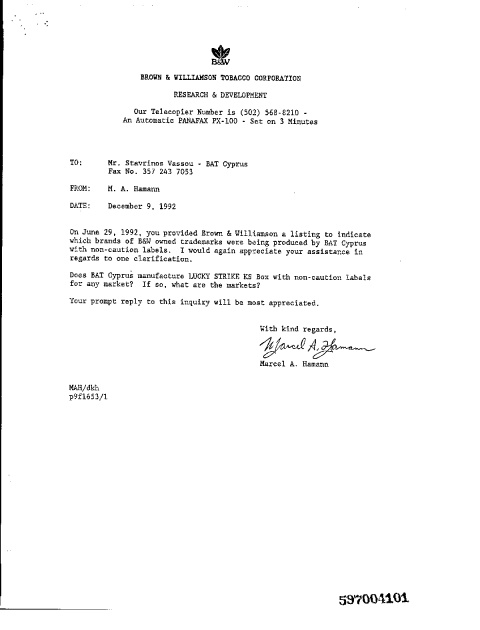 B&W
BROWN & WILLIAMSON TOBACCO CORPORATION
RESEARCH & DEVELOPMENT
Our Telecopier Number is (502) 568-8210 -
An Automatic PANAFAX PX-100 - Set on 3 Minutes
TO: Mr. Stavrinos Vassou - BAT Cyprus
Fax No. 357 243 7053
FROM: M. A. Hamann
DATE: December 9, 1992
On June 29, 1992, you provided Brown & Williamson a listing to indicate
which brands of B&W owned trademarks were being produced by BAT Cyprus
with non-caution labels. I would again appreciate your assistance in
regards to one clarification.
Does BAT Cyprus manufacture LUCKY STRIKE KS Box with non-caution labels
for any market? If so, what are the markets?
Your prompt reply to this inquiry will be most appreciated.
With kind regards,
Marcel A. Hamann
Marcel A. Hamann
MAH/dkh
p9f1653/1
597004101